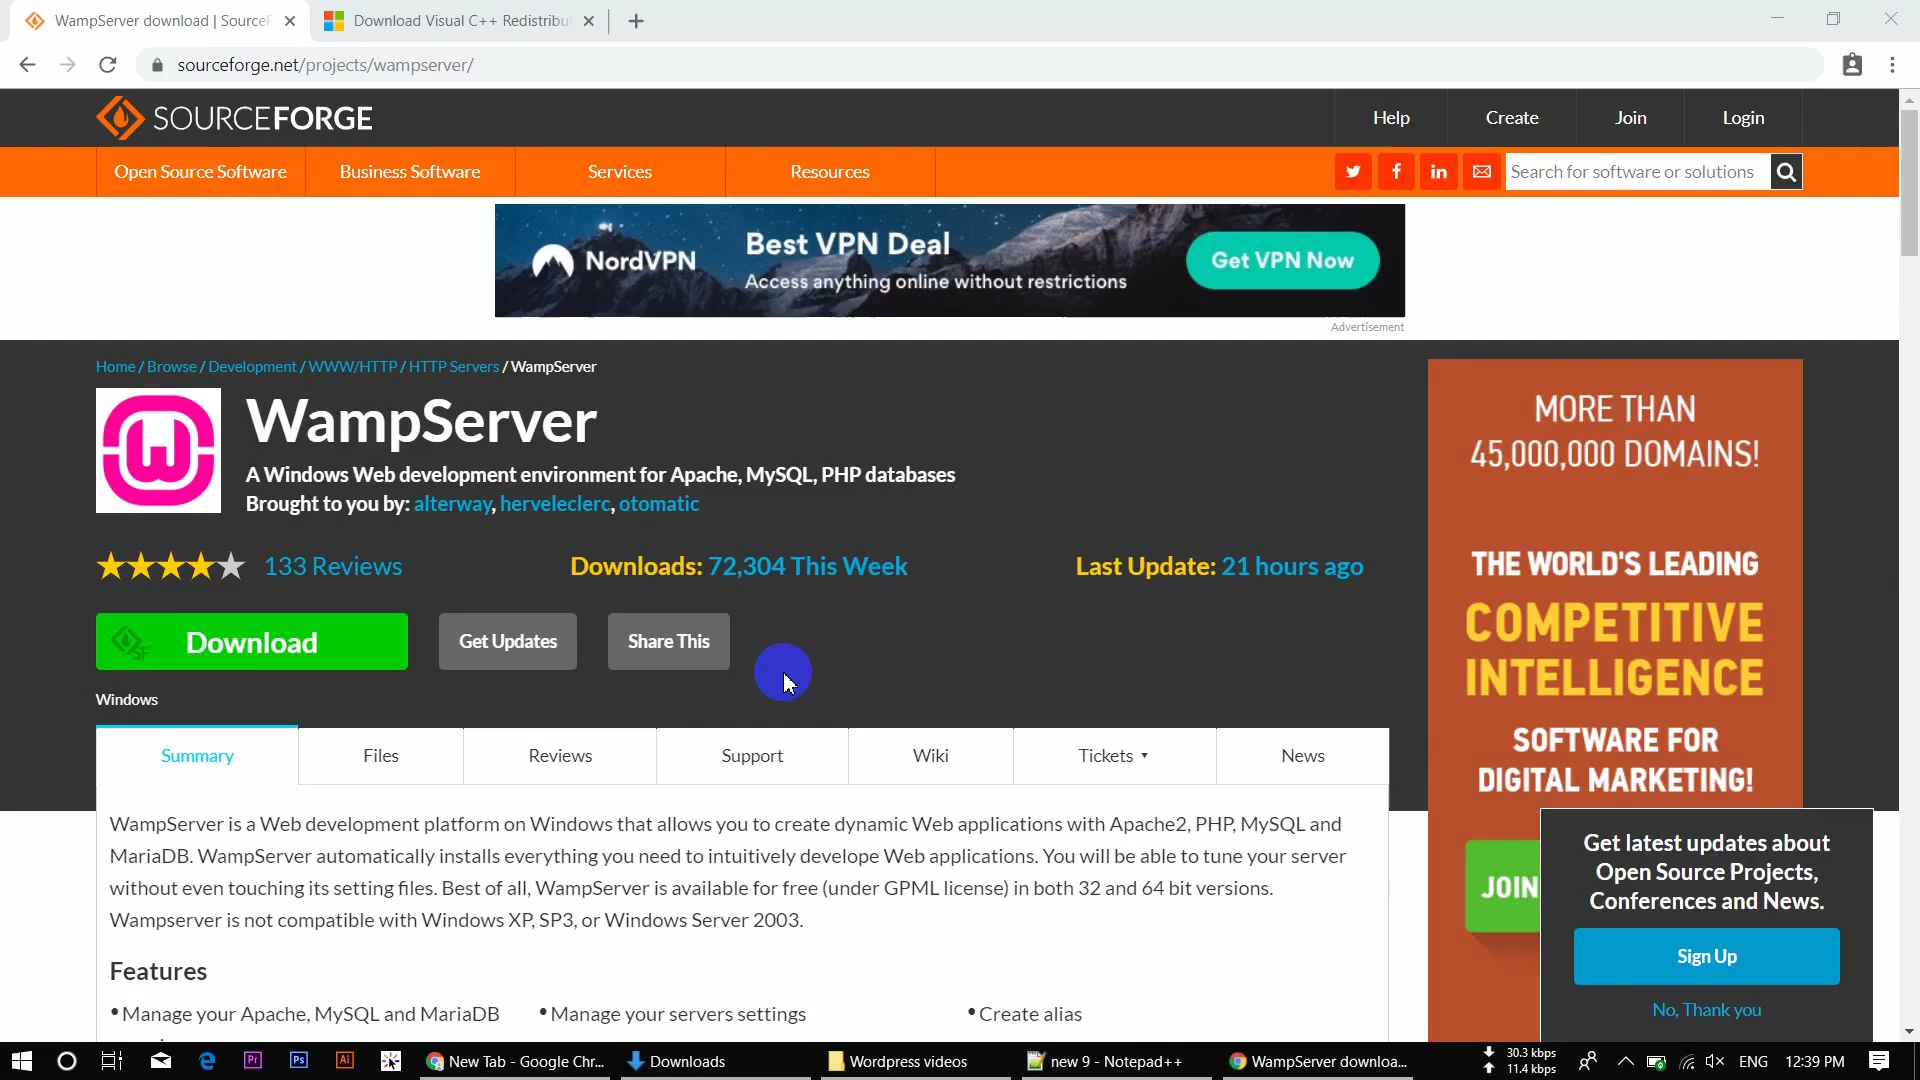 WampServer download | SourceF
Download Visual C++ Redistribu
sourceforge.net/projects/wampserver/
SOURCEFORGE
Help
Create
Join
Login
Open Source Software
Business Software
Services
Resources
Search for software or solutions
NordVPN
Best VPN Deal
Access anything online without restrictions
Get VPN Now
Advertisement
Home / Browse / Development / WWW/HTTP / HTTP Servers / WampServer
WampServer
A Windows Web development environment for Apache, MySQL, PHP databases
Brought to you by: alterway, herveleclerc, otomatic
133 Reviews
Downloads: 72,304 This Week
Last Update: 21 hours ago
SF
Download
Get Updates
Share This
Windows
Summary
Files
Reviews
Support
Wiki
Tickets
News
WampServer is a Web development platform on Windows that allows you to create dynamic Web applications with Apache2, PHP, MySQL and
MariaDB. WampServer automatically installs everything you need to intuitively develope Web applications. You will be able to tune your server
without even touching its setting files. Best of all, WampServer is available for free (under GPML license) in both 32 and 64 bit versions.
Wampserver is not compatible with Windows XP, SP3, or Windows Server 2003.
Features
• Manage your Apache, MySQL and MariaDB
• Manage your servers settings
• Create alias
MORE THAN
45,000,000 DOMAINS!
THE WORLD'S LEADING
COMPETITIVE
INTELLIGENCE
SOFTWARE FOR
DIGITAL MARKETING!
JOIN
Get latest updates about
Open Source Projects,
Conferences and News.
Sign Up
No, Thank you
New Tab - Google Chr...
Downloads
Wordpress videos
new 9 - Notepad++
WampServer downloa...
30.3 kbps
11.4 kbps
ENG
12:39 PM